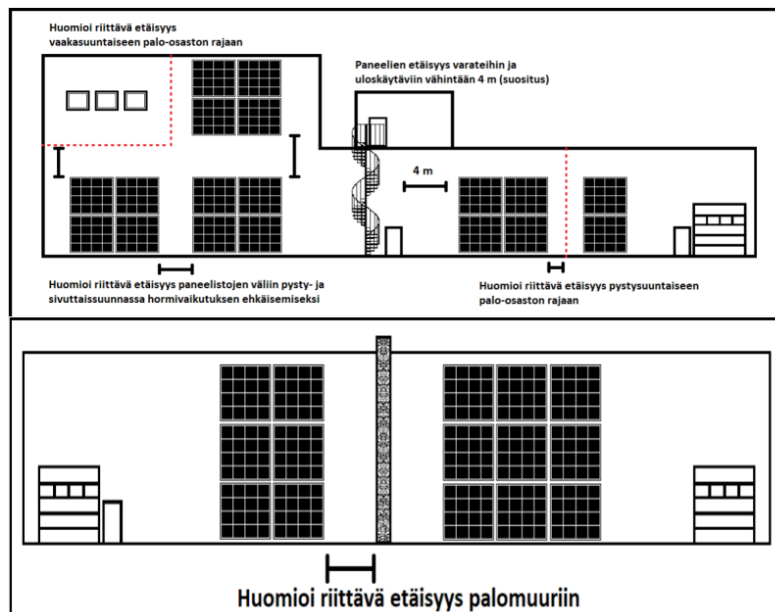 Huomioi riittävä etäisyys
vaakasuuntaiseen palo-osaston rajaan
Paneelien etäisyys varateihin ja
uloskäytäviin vähintään 4 m (suositus)
4 m
Huomioi riittävä etäisyys paneelistojen väliin pysty- ja
sivuttaissuunnassa hormivaikutuksen ehkäisemiseksi
Huomioi riittävä etäisyys pystysuuntaiseen
palo-osaston rajaan
Huomioi riittävä etäisyys palomuuriin